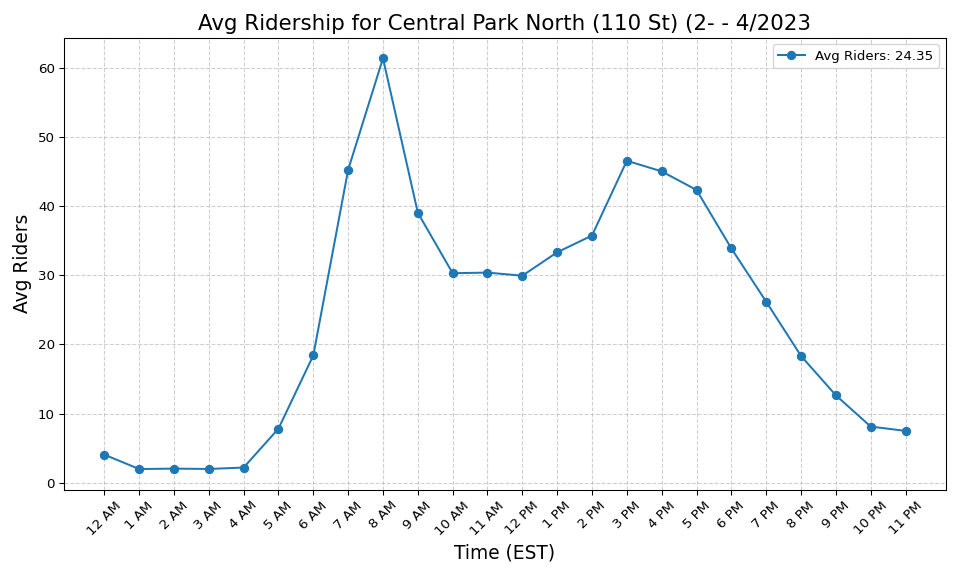 Avg Ridership for Central Park North (110 St) (2- - 4/2023
Avg Riders: 24.35
Avg Riders
60
50
40
30
20
10
0
12 AM
1 AM
2 AM
3 AM
4 AM
5 AM
6 AM
7 AM
8 AM
9 AM
10 AM
11 AM
12 PM
1 PM
2 PM
3 PM
4 PM
5 PM
6 PM
7 PM
8 PM
9 PM
10 PM
11 PM
Time (EST)